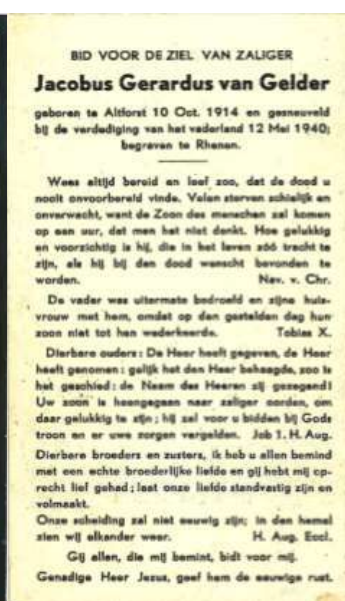 BID VOOR DE ZIEL VAN ZALIGER
Jacobus Gerardus van Gelder
geboren te Altforst 10 Oct. 1914 en gesneuveld
bij de verdediging van het vaderland 12 Mei 1940;
begraven te Rhenen.
Wees altijd bereid en leef zoo, dat de dood u
nooit onvoorbereid vinde. Velen sterven schielijk en
onverwacht, want de Zoon des menschen zal komen
op een uur, dat men het niet denkt. Hoe gelukkig
en voorzichtig is hij, die in het leven zóó tracht te
zijn, als hij bij den dood wenscht bevonden te
worden. Nav. v. Chr.
De vader was uitermate bedroefd en zijne huis-
vrouw met hem, omdat op den gestelden dag hun
zoon niet tot hen wederkeerde. Tobias X.
Dierbare ouders: De Heer heeft gegeven, de Heer
heeft genomen: gelijk het den Heer behaagde, zoo is
het geschied: de Naam des Heeren zij gezegend!
Uw zoon is heengegaan naar zaliger oorden, om
daar gelukkig te zijn; hij zal voor u bidden bij Gods
troon en er uwe zorgen vergelden. Job 1. H. Aug.
Dierbare broeders en zusters, ik heb u allen bemind
met een echte broederlijke liefde en gij hebt mij op-
recht lief gehad; laat onze liefde standvastig zijn en
volmaakt.
Onze scheiding zal niet eeuwig zijn; in den hemel
zien wij elkander weer. H. Aug. Eccl.
Gij allen, die mij bemint, bidt voor mij.
Genadige Heer Jezus, geef hem de eeuwige rust.